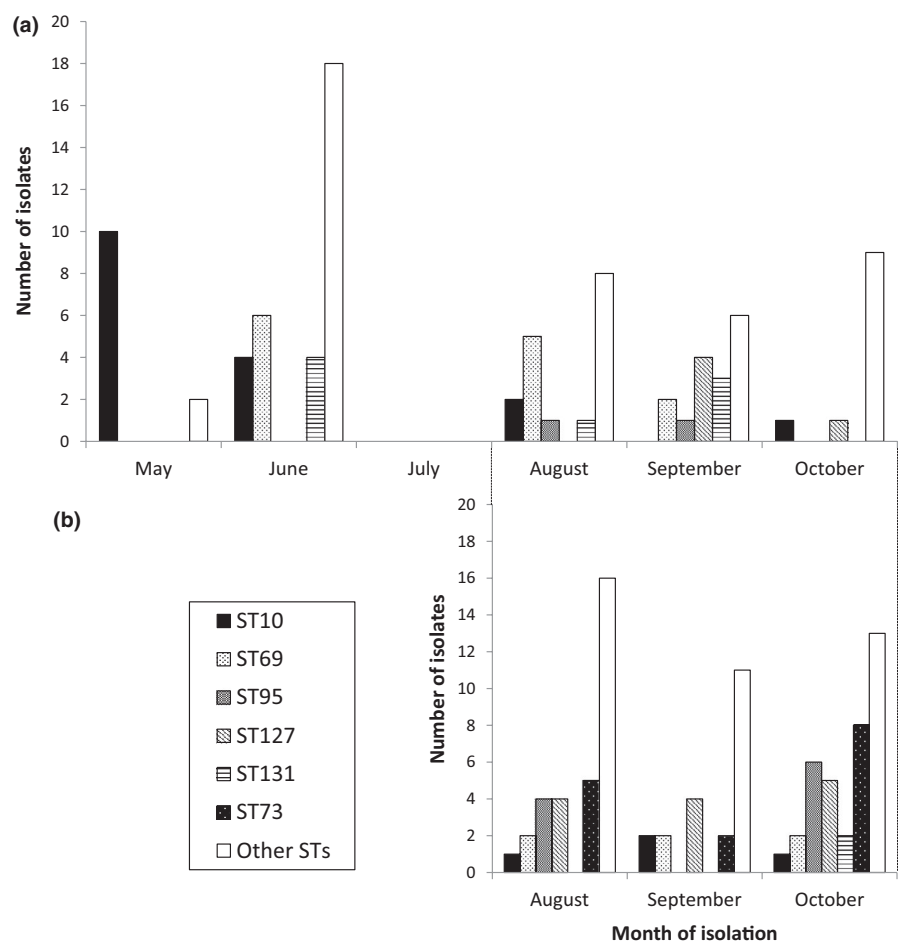 (a)
Number of isolates
20
18
16
14
12
10
8
6
4
2
0
May June July August September October
(b)
ST10
ST69
ST95
ST127
ST131
ST73
Other STs
Number of isolates
20
18
16
14
12
10
8
6
4
2
0
August September October
Month of isolation